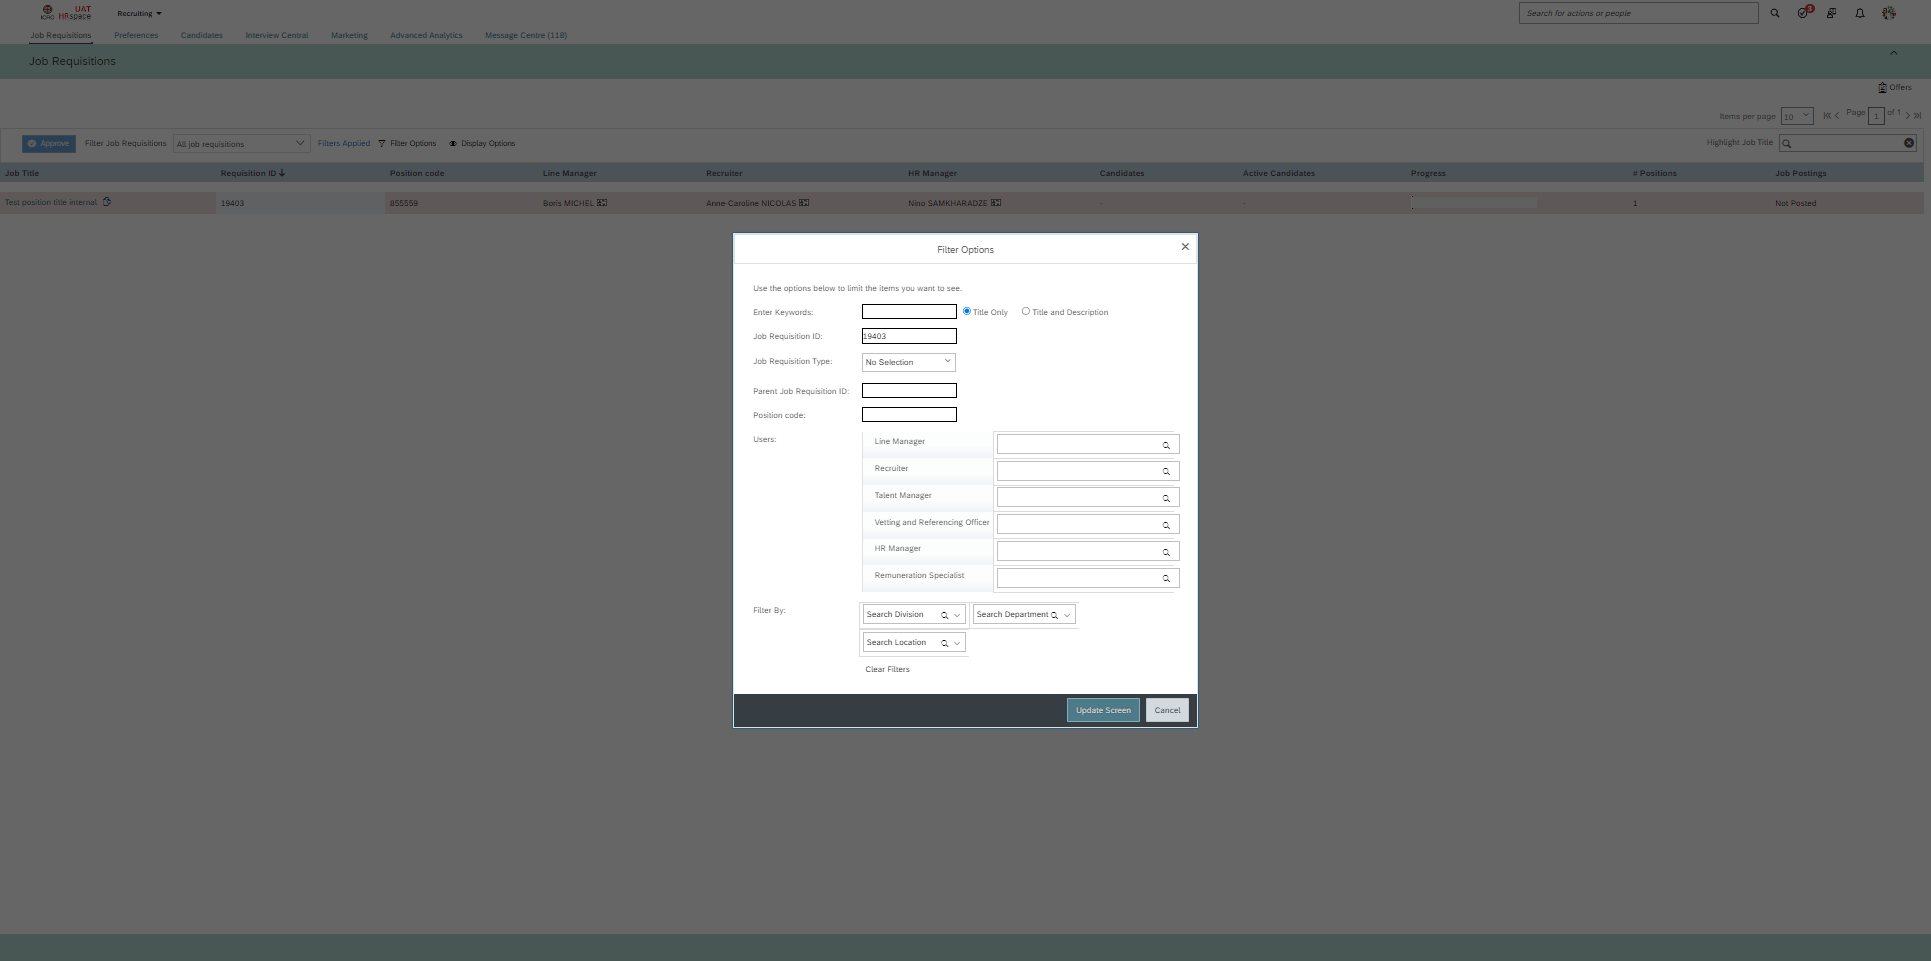 ICRC UAT
HRspace
Recruiting
Search for actions or people
3
Job Requisitions Preferences Candidates Interview Central Marketing Advanced Analytics Message Centre (118)
Job Requisitions
Offers
Items per page 10 Page 1 of 1
Approve Filter Job Requisitions All job requisitions Filters Applied Filter Options Display Options Highlight Job Title
Job Title Requisition ID Position code Line Manager Recruiter HR Manager Candidates Active Candidates Progress # Positions Job Postings
Test position title internal 19403 855559 Boris MICHEL Anne-Caroline NICOLAS Nino SAMKHARADZE - - 1 Not Posted
Filter Options
Use the options below to limit the items you want to see.
Enter Keywords: Title Only Title and Description
Job Requisition ID: 19403
Job Requisition Type: No Selection
Parent Job Requisition ID:
Position code:
Users: Line Manager
Recruiter
Talent Manager
Vetting and Referencing Officer
HR Manager
Remuneration Specialist
Filter By: Search Division Search Department
Search Location
Clear Filters
Update Screen Cancel